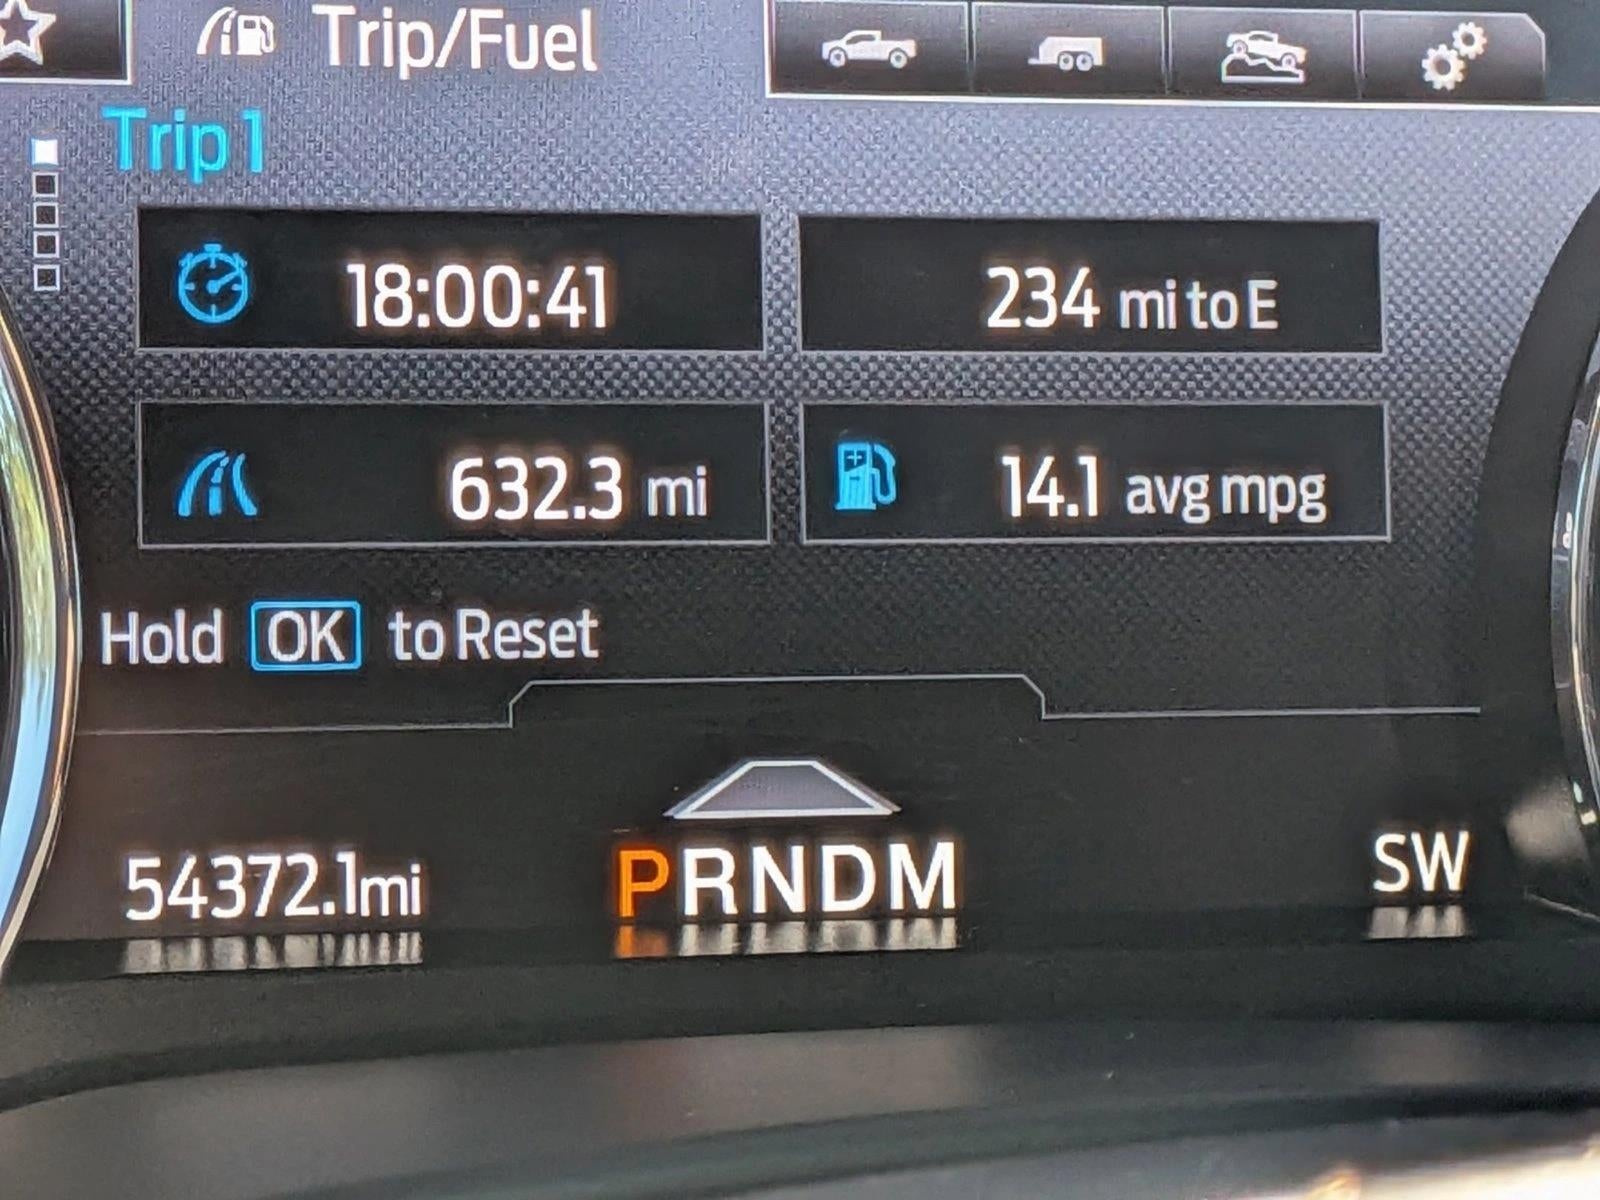 Trip/Fuel
Trip 1
18:00:41
234 mi to E
632.3 mi
14.1 avg mpg
Hold OK to Reset
54372.1mi
PRNDM
SW